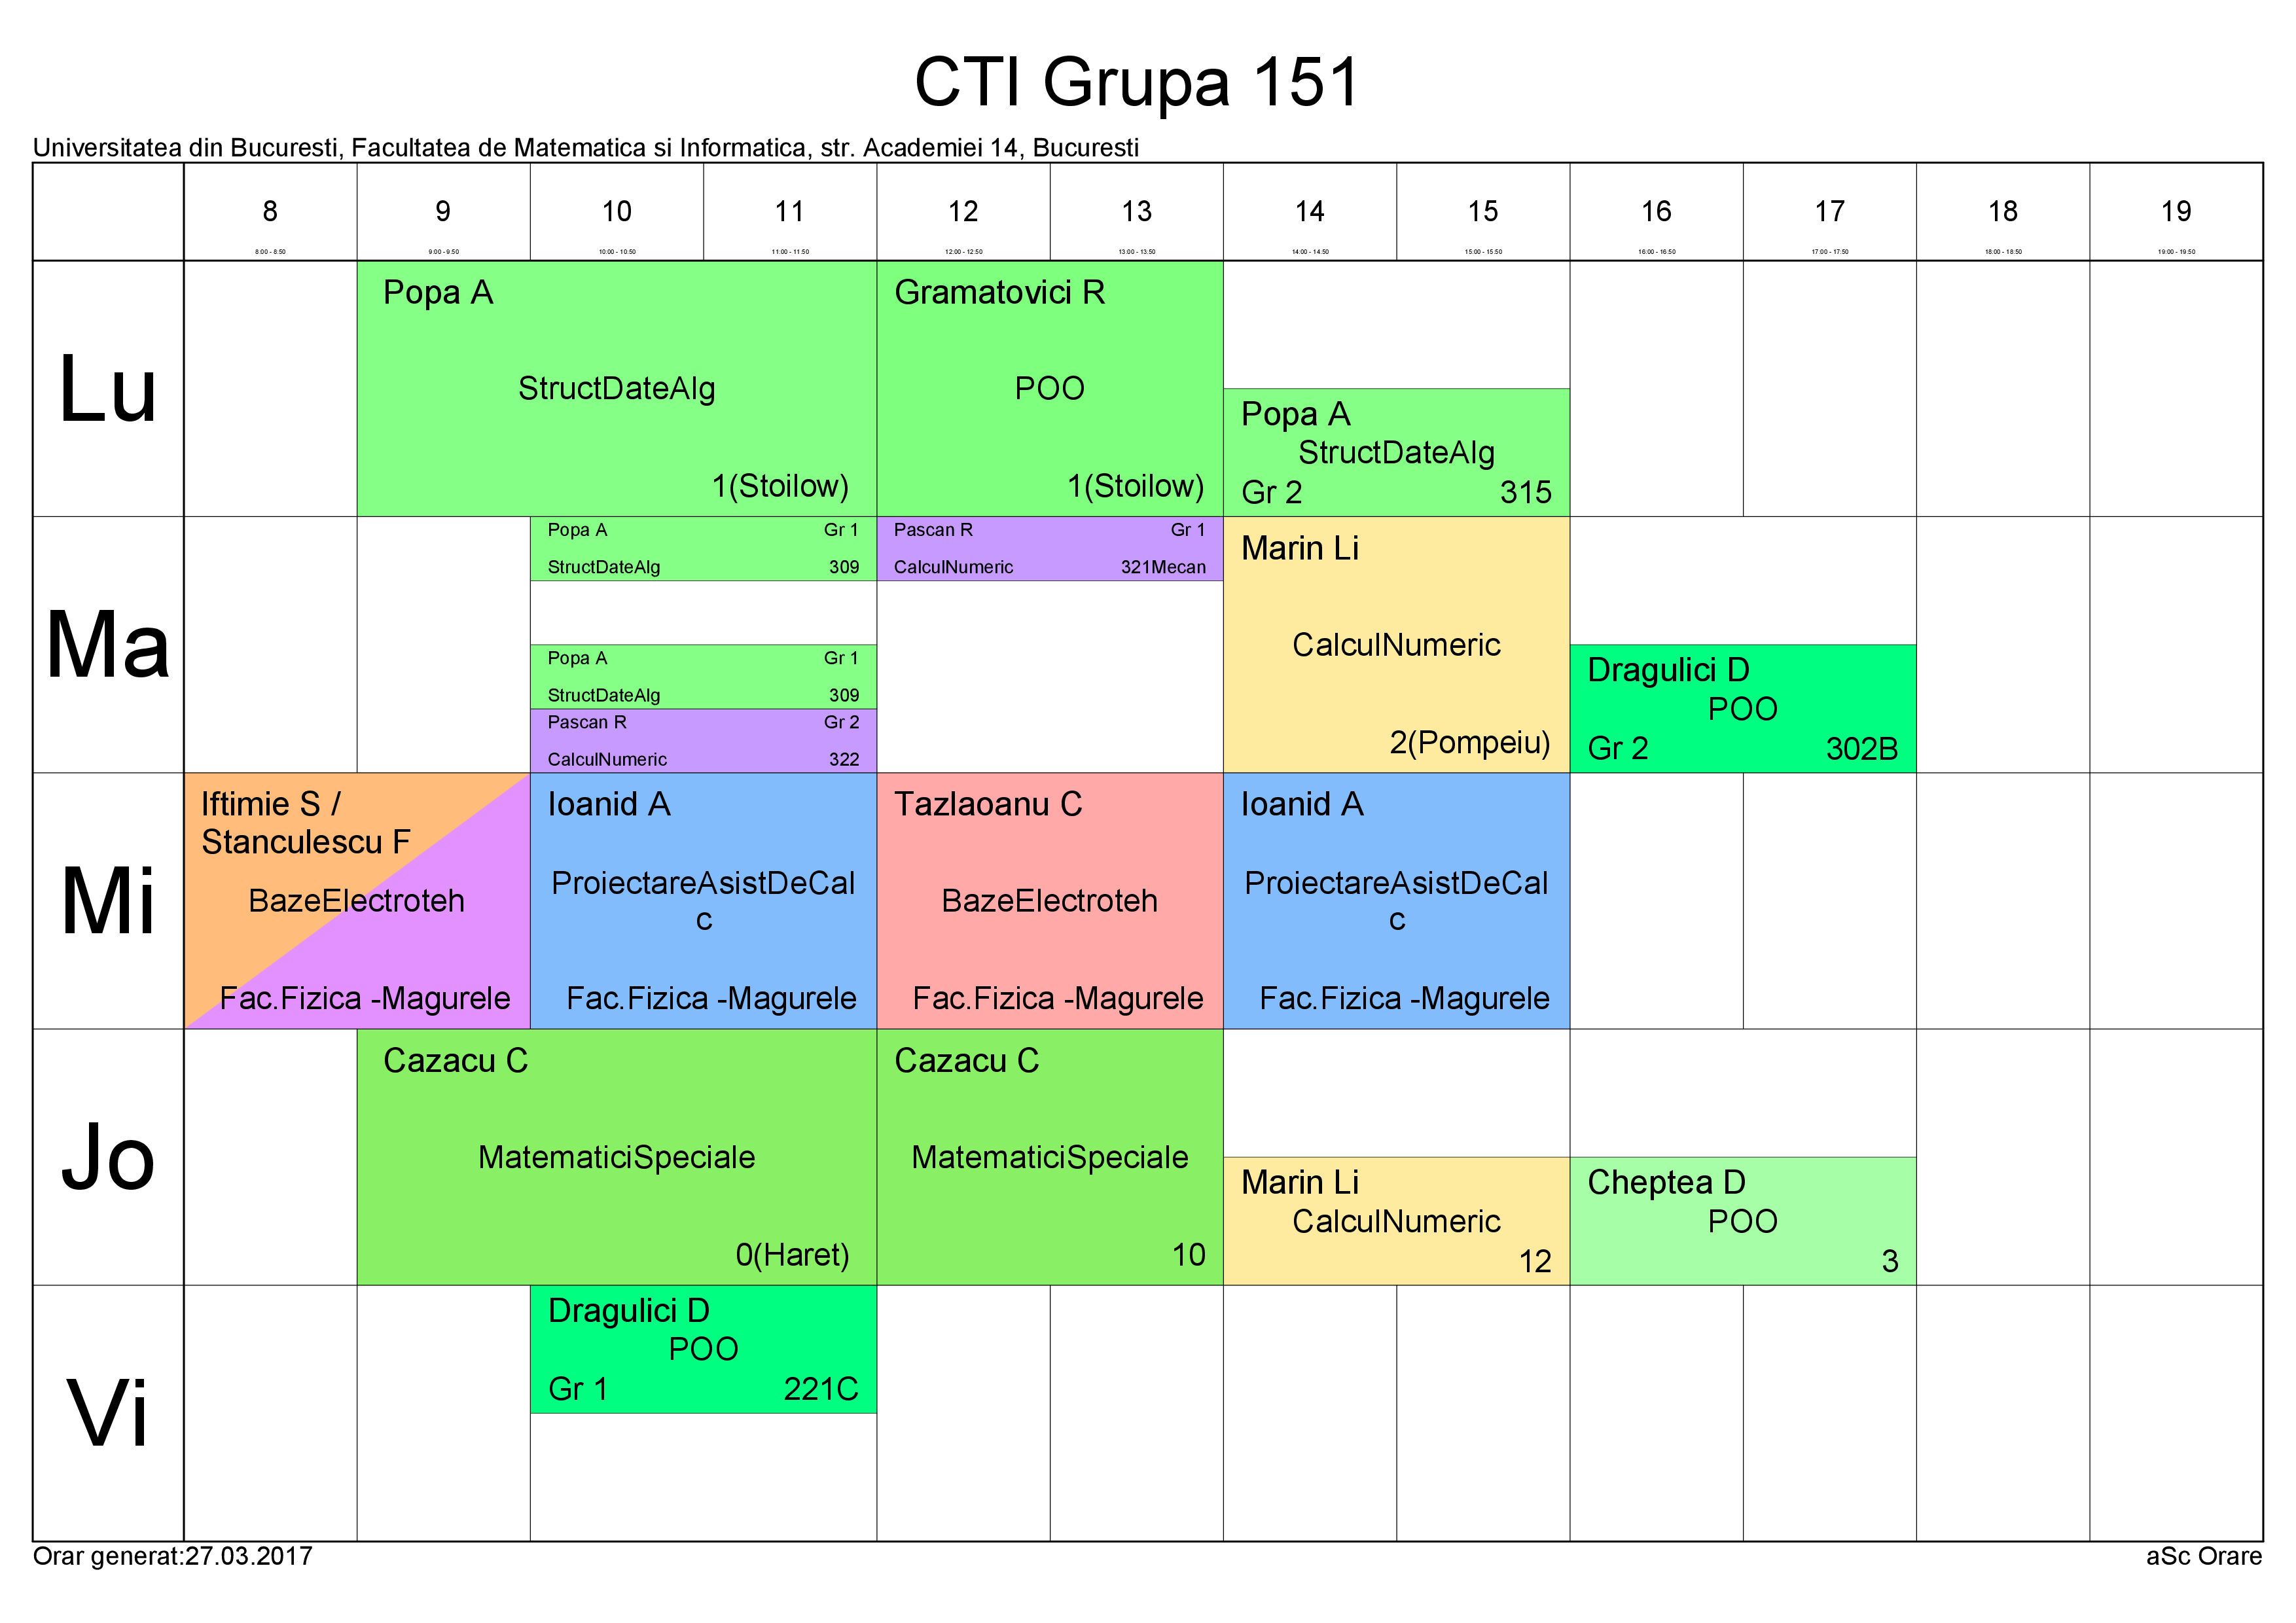 CTI Grupa 151
Universitatea din Bucuresti, Facultatea de Matematica si Informatica, str. Academiei 14, Bucuresti
8 9 10 11 12 13 14 15 16 17 18 19
8:00 - 8:50 9:00 - 9:50 10:00 - 10:50 11:00 - 11:50 12:00 - 12:50 13:00 - 13:50 14:00 - 14:50 15:00 - 15:50 16:00 - 16:50 17:00 - 17:50 18:00 - 18:50 19:00 - 19:50
Lu
Popa A
StructDateAlg
1(Stoilow)
Gramatovici R
POO
1(Stoilow)
Popa A
StructDateAlg
Gr 2 315
Ma
Popa A Gr 1
StructDateAlg 309
Popa A Gr 1
StructDateAlg 309
Pascan R Gr 2
CalculNumeric 322
Pascan R Gr 1
CalculNumeric 321Mecan
Marin Li
CalculNumeric
2(Pompeiu)
Dragulici D
POO
Gr 2 302B
Mi
Iftimie S /
Stanculescu F
BazeElectroteh
Fac.Fizica -Magurele
Ioanid A
ProiectareAsistDeCal
c
Fac.Fizica -Magurele
Tazlaoanu C
BazeElectroteh
Fac.Fizica -Magurele
Ioanid A
ProiectareAsistDeCal
c
Fac.Fizica -Magurele
Jo
Cazacu C
MatematiciSpeciale
0(Haret)
Cazacu C
MatematiciSpeciale
10
Marin Li
CalculNumeric
12
Cheptea D
POO
3
Vi
Dragulici D
POO
Gr 1 221C
Orar generat:27.03.2017
aSc Orare